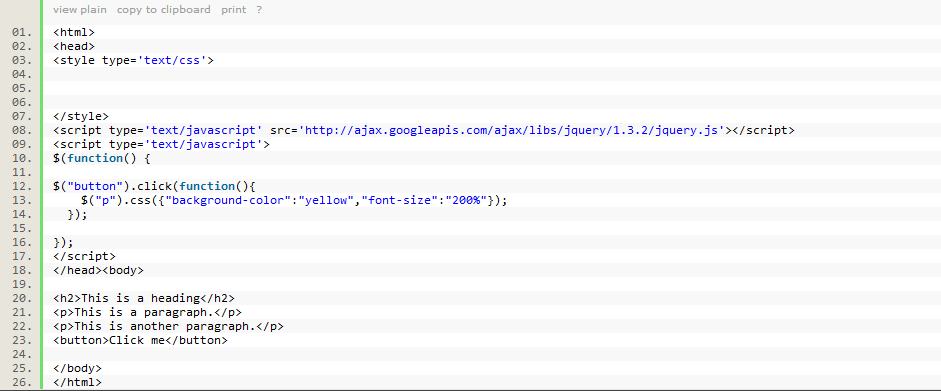 view plain copy to clipboard print ?
01. <html>
02. <head>
03. <style type='text/css'>
04.
05.
06.
07. </style>
08. <script type='text/javascript' src='http://ajax.googleapis.com/ajax/libs/jquery/1.3.2/jquery.js'></script>
09. <script type='text/javascript'>
10. $(function() {
11.
12. $("button").click(function(){
13.     $("p").css({"background-color":"yellow","font-size":"200%"});
14.   });
15.
16. });
17. </script>
18. </head><body>
19.
20. <h2>This is a heading</h2>
21. <p>This is a paragraph.</p>
22. <p>This is another paragraph.</p>
23. <button>Click me</button>
24.
25. </body>
26. </html>